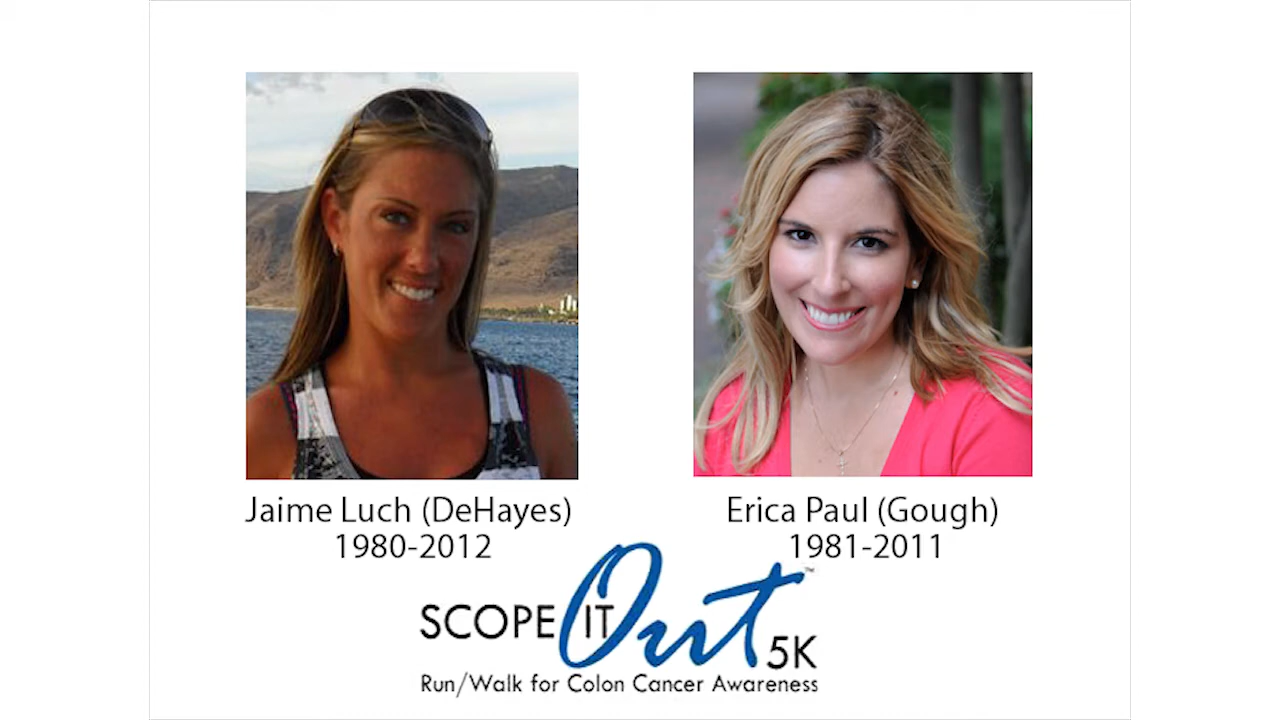 Jaime Luch (DeHayes)
1980-2012
Erica Paul (Gough)
1981-2011
SCOPE IT Out™ 5K
Run/Walk for Colon Cancer Awareness